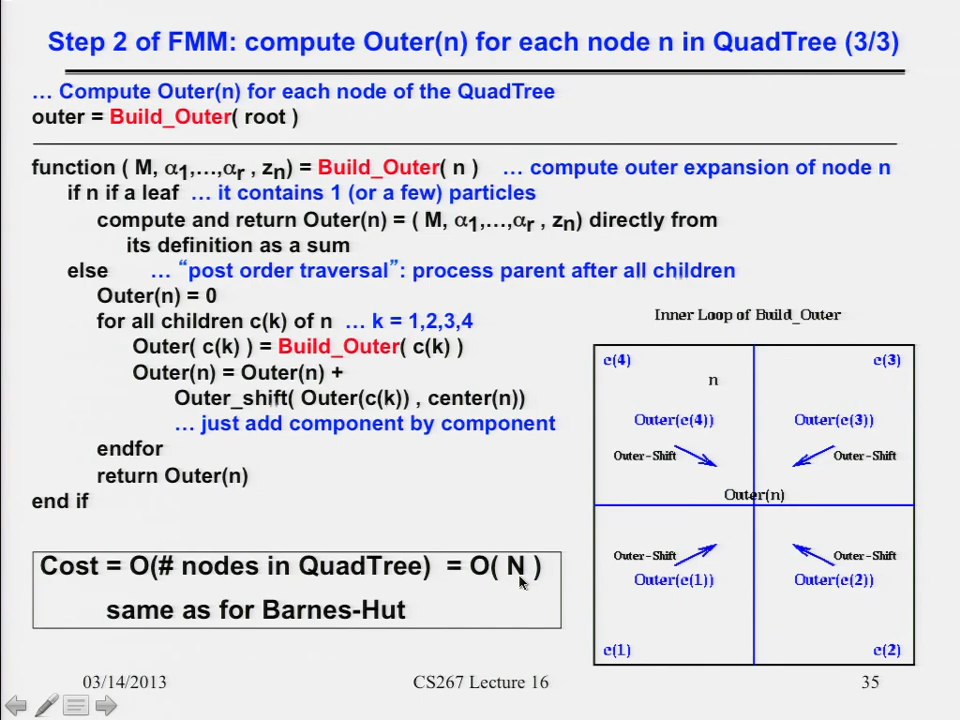 Step 2 of FMM: compute Outer(n) for each node n in QuadTree (3/3)
… Compute Outer(n) for each node of the QuadTree
outer = Build_Outer( root )
function ( M, α1,…,αr , zn) = Build_Outer( n ) … compute outer expansion of node n
if n if a leaf … it contains 1 (or a few) particles
compute and return Outer(n) = ( M, α1,…,αr , zn) directly from
its definition as a sum
else … “post order traversal”: process parent after all children
Outer(n) = 0
for all children c(k) of n … k = 1,2,3,4
Outer( c(k) ) = Build_Outer( c(k) )
Outer(n) = Outer(n) +
Outer_shift( Outer(c(k)) , center(n))
… just add component by component
endfor
return Outer(n)
end if
Cost = O(# nodes in QuadTree) = O( N )
same as for Barnes-Hut
Inner Loop of Build_Outer
c(4) c(3)
n
Outer(c(4)) Outer(c(3))
Outer-Shift Outer-Shift
Outer(n)
Outer-Shift Outer-Shift
Outer(c(1)) Outer(c(2))
c(1) c(2)
03/14/2013 CS267 Lecture 16 35